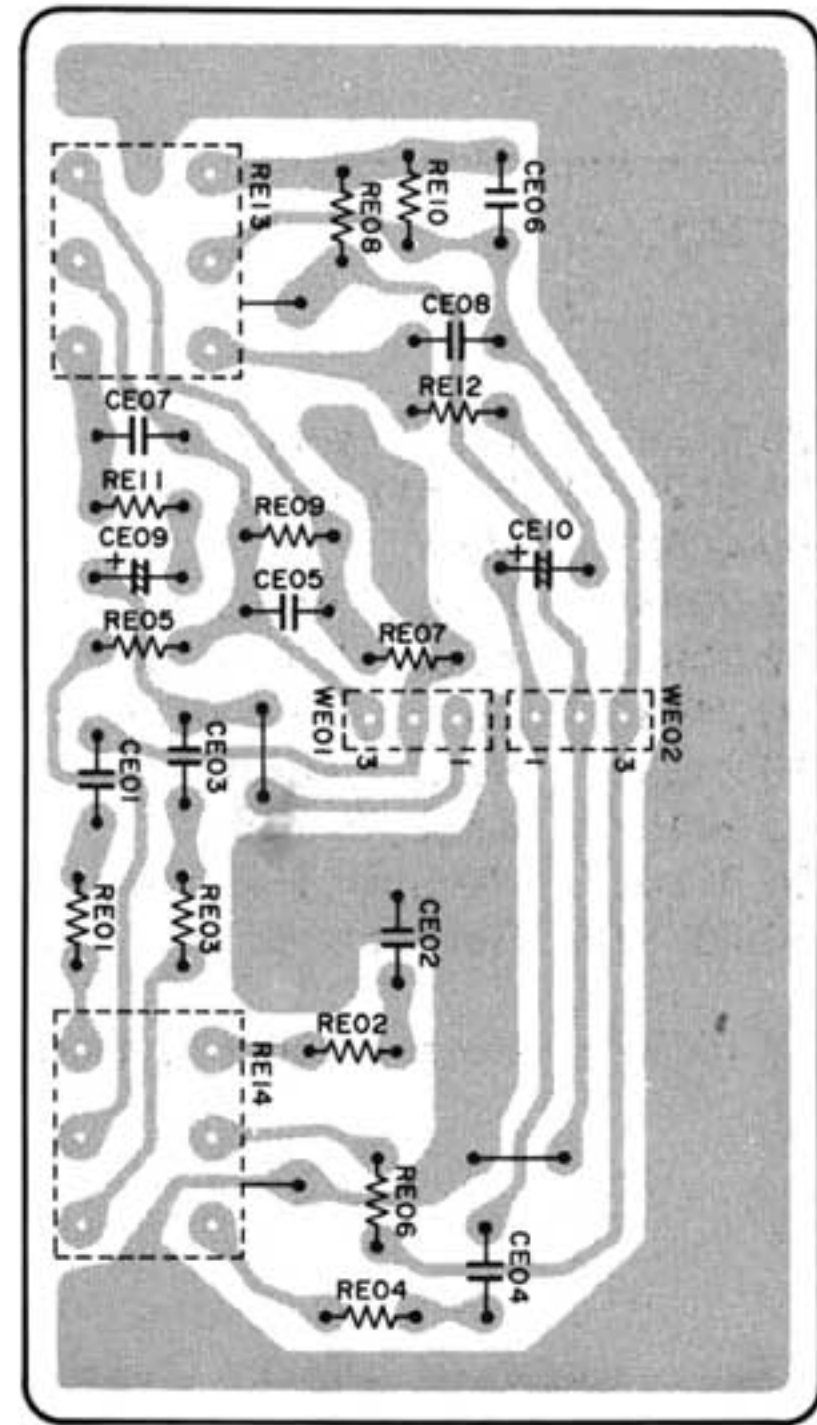 RE13
RE08
RE10
CE06
CE08
RE12
CE07
RE11
RE09
CE09
+
CE10
+
CE05
RE05
RE07
WE01
3
1
WE02
1
3
CE01
CE03
RE01
RE03
CE02
RE02
RE14
RE06
CE04
RE04